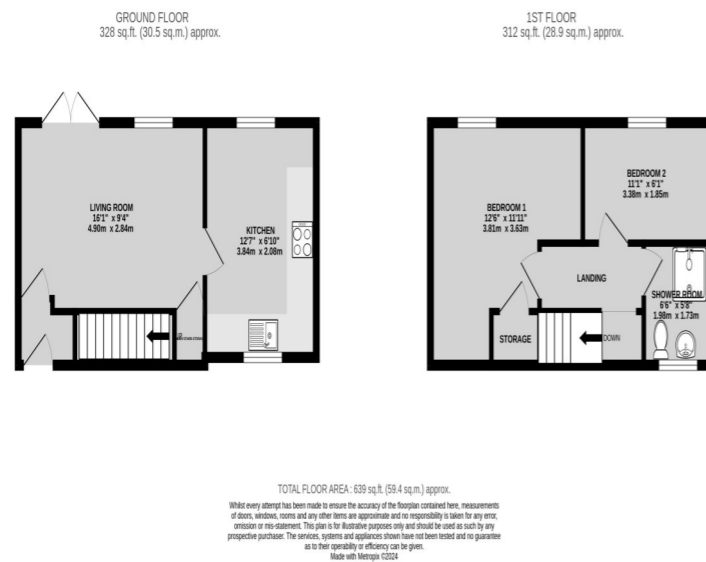 GROUND FLOOR
328 sq.ft. (30.5 sq.m.) approx.
1ST FLOOR
312 sq.ft. (28.9 sq.m.) approx.
LIVING ROOM
16'1" x 9'4"
4.90m x 2.84m
KITCHEN
12'7" x 6'10"
3.84m x 2.08m
BEDROOM 1
12'6" x 11'11"
3.81m x 3.63m
BEDROOM 2
11'1" x 6'1"
3.38m x 1.85m
LANDING
SHOWER ROOM
6'6" x 5'8"
1.98m x 1.73m
STORAGE
DOWN
TOTAL FLOOR AREA : 639 sq.ft. (59.4 sq.m.) approx.
Whilst every attempt has been made to ensure the accuracy of the floorplan contained here, measurements
of doors, windows, rooms and any other items are approximate and no responsibility is taken for any error,
omission or mis-statement. This plan is for illustrative purposes only and should be used as such by any
prospective purchaser. The services, systems and appliances shown have not been tested and no guarantee
as to their operability or efficiency can be given.
Made with Metropix ©2024